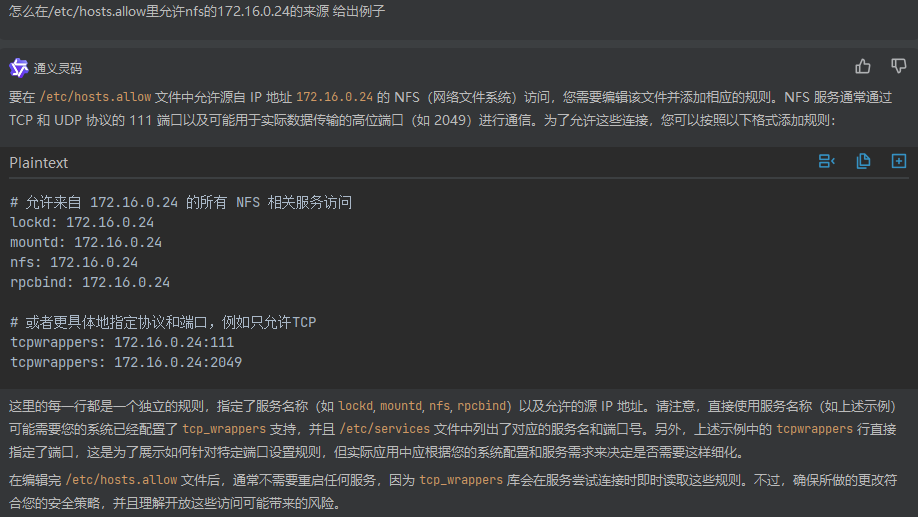 怎么在/etc/hosts.allow里允许nfs的172.16.0.24的来源 给出例子
通义灵码
要在 /etc/hosts.allow 文件中允许源自 IP 地址 172.16.0.24 的 NFS（网络文件系统）访问，您需要编辑该文件并添加相应的规则。NFS 服务通常通过
TCP 和 UDP 协议的 111 端口以及可能用于实际数据传输的高位端口（如 2049）进行通信。为了允许这些连接，您可以按照以下格式添加规则：
Plaintext
# 允许来自 172.16.0.24 的所有 NFS 相关服务访问
lockd: 172.16.0.24
mountd: 172.16.0.24
nfs: 172.16.0.24
rpcbind: 172.16.0.24
# 或者更具体地指定协议和端口，例如只允许TCP
tcpwrappers: 172.16.0.24:111
tcpwrappers: 172.16.0.24:2049
这里的每一行都是一个独立的规则，指定了服务名称（如 lockd, mountd, nfs, rpcbind）以及允许的源 IP 地址。请注意，直接使用服务名称（如上述示例）
可能需要您的系统已经配置了 tcp_wrappers 支持，并且 /etc/services 文件中列出了对应的服务名和端口号。另外，上述示例中的 tcpwrappers 行直接
指定了端口，这是为了展示如何针对特定端口设置规则，但实际应用中应根据您的系统配置和服务需求来决定是否需要这样细化。
在编辑完 /etc/hosts.allow 文件后，通常不需要重启任何服务，因为 tcp_wrappers 库会在服务尝试连接时即时读取这些规则。不过，确保所做的更改符
合您的安全策略，并且理解开放这些访问可能带来的风险。